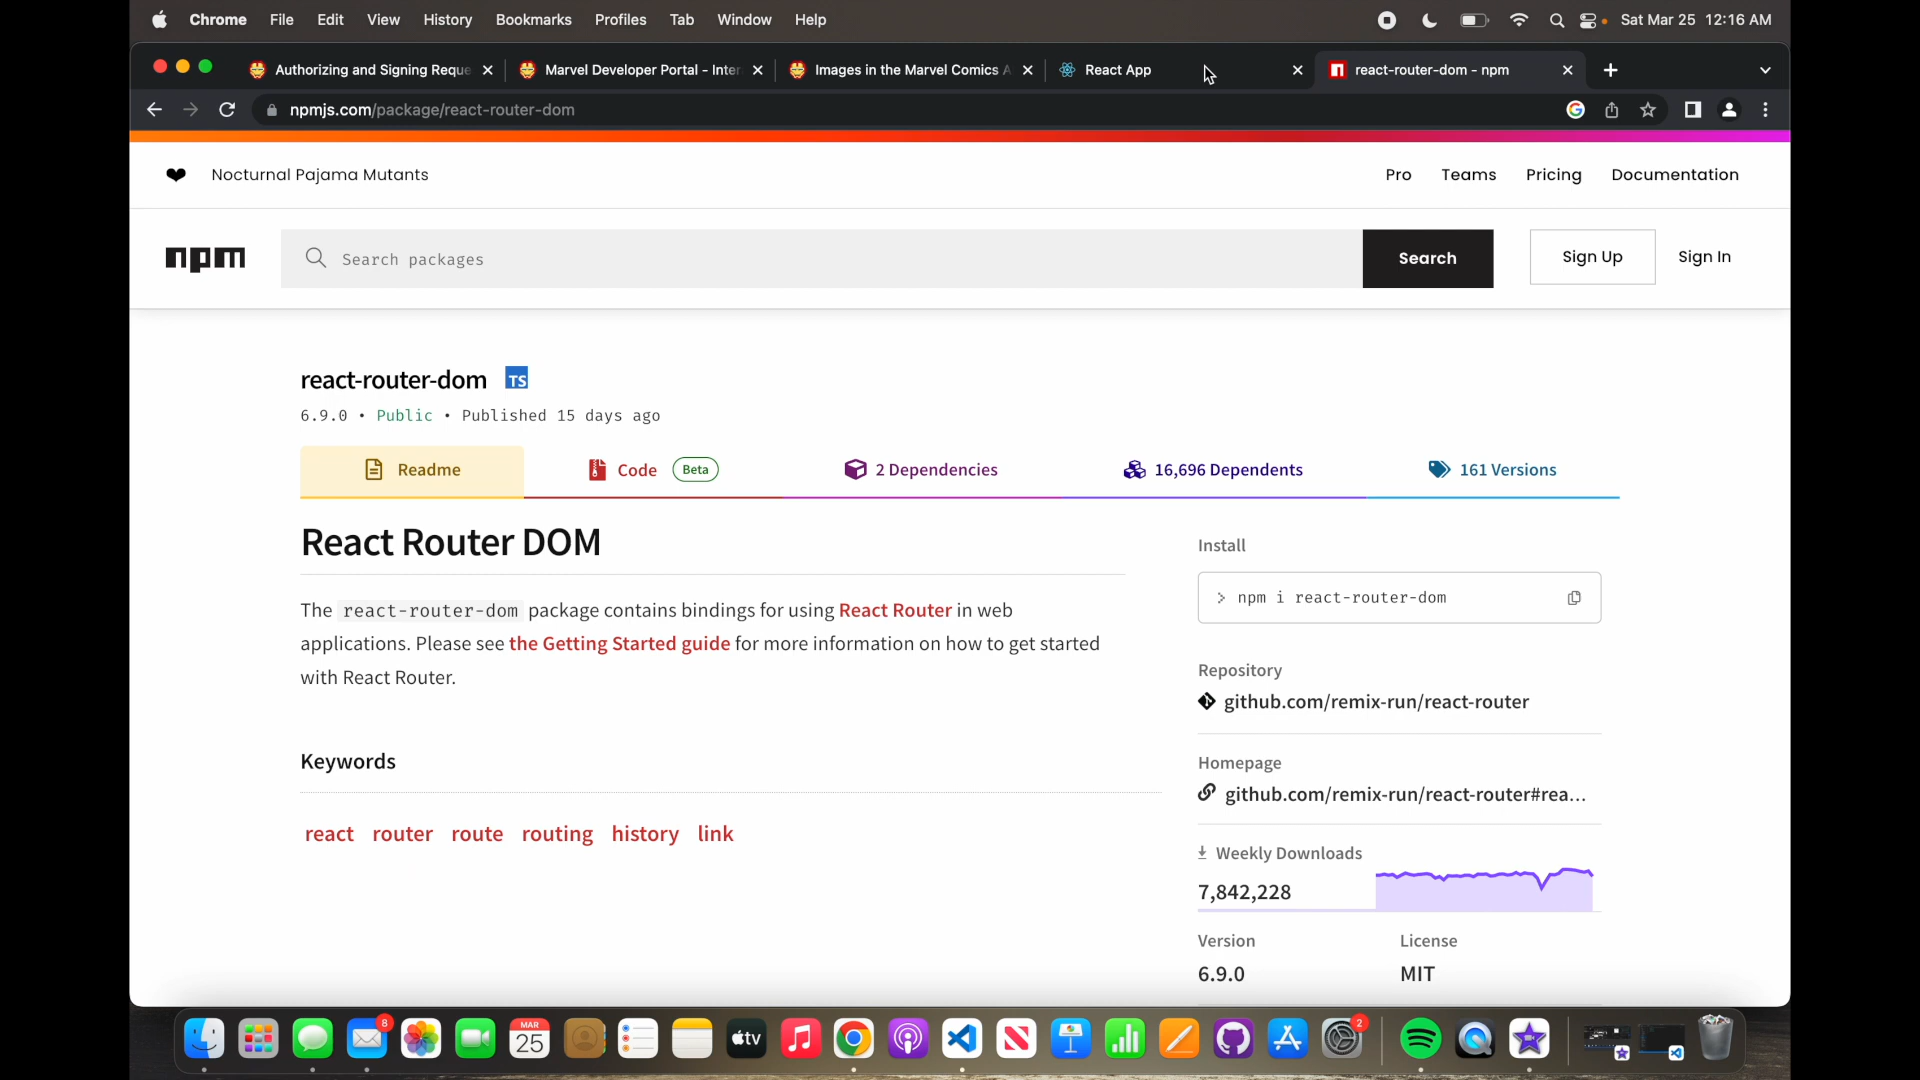 Chrome File Edit View History Bookmarks Profiles Tab Window Help Sat Mar 25 12:16 AM
Authorizing and Signing Reque Marvel Developer Portal - Inter Images in the Marvel Comics A React App react-router-dom - npm
npmjs.com/package/react-router-dom
Nocturnal Pajama Mutants Pro Teams Pricing Documentation
npm Search packages Search Sign Up Sign In
react-router-dom TS
6.9.0 • Public • Published 15 days ago
Readme Code Beta 2 Dependencies 16,696 Dependents 161 Versions
React Router DOM
The react-router-dom package contains bindings for using React Router in web
applications. Please see the Getting Started guide for more information on how to get started
with React Router.
Keywords
react router route routing history link
Install
> npm i react-router-dom
Repository
github.com/remix-run/react-router
Homepage
github.com/remix-run/react-router#rea...
Weekly Downloads
7,842,228
Version License
6.9.0 MIT
8 MAR 25 tv 2